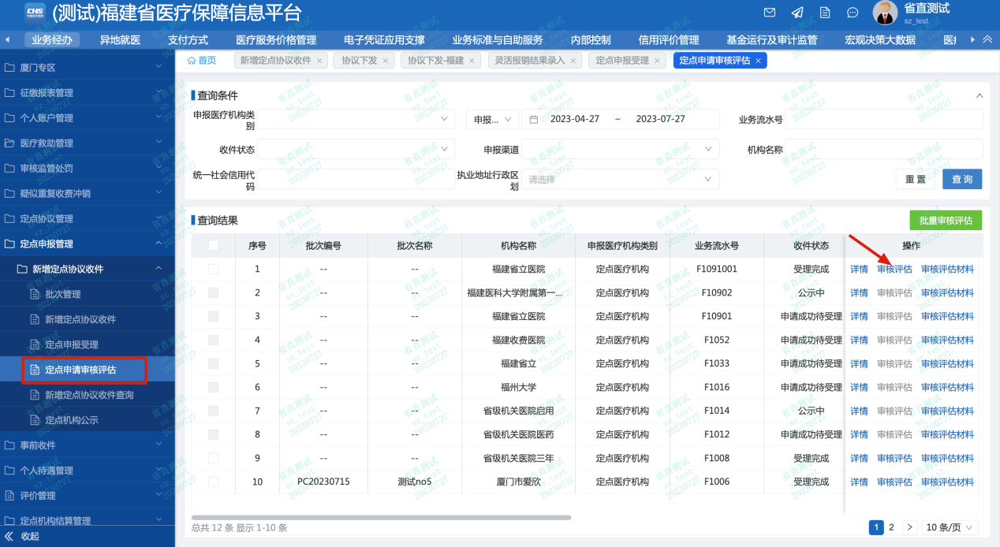 CHS
(测试)福建省医疗保障信息平台
省直测试
sz_test
业务经办 异地就医 支付方式 医疗服务价格管理 电子凭证应用支撑 业务标准与自助服务 内部控制 信用评价管理 基金运行及审计监管 宏观决策大数据
厦门专区
征缴报表管理
个人账户管理
医疗救助管理
审核监管处罚
疑似重复收费冲销
定点协议管理
定点申报管理
新增定点协议收件
批次管理
新增定点协议收件
定点申报受理
定点申请审核评估
新增定点协议收件查询
定点机构公示
事前收件
个人待遇管理
评价管理
定点机构结算管理
收起
首页 新增定点协议收件 × 协议下发 × 协议下发-福建 × 灵活报销结果录入 × 定点申报受理 × 定点申请审核评估 ×
查询条件
申报医疗机构类别 申报... 2023-04-27 ~ 2023-07-27 业务流水号
收件状态 申报渠道 机构名称
统一社会信用代码 执业地址行政区划 请选择 重置 查询
查询结果 批量审核评估
序号 批次编号 批次名称 机构名称 申报医疗机构类别 业务流水号 收件状态 操作
1 -- -- 福建省立医院 定点医疗机构 F1091001 受理完成 详情 审核评估 审核评估材料
2 -- -- 福建医科大学附属第一... 定点医疗机构 F10902 公示中 详情 审核评估 审核评估材料
3 -- -- 福建省立医院 定点医疗机构 F10901 申请成功待受理 详情 审核评估 审核评估材料
4 -- -- 福建收费医院 定点医疗机构 F1052 申请成功待受理 详情 审核评估 审核评估材料
5 -- -- 福建省立 定点医疗机构 F1033 申请成功待受理 详情 审核评估 审核评估材料
6 -- -- 福州大学 定点医疗机构 F1016 申请成功待受理 详情 审核评估 审核评估材料
7 -- -- 省级机关医院启用 定点医疗机构 F1014 公示中 详情 审核评估 审核评估材料
8 -- -- 省级机关医院医药 定点医疗机构 F1012 申请成功待受理 详情 审核评估 审核评估材料
9 -- -- 省级机关医院三年 定点医疗机构 F1008 受理完成 详情 审核评估 审核评估材料
10 PC20230715 测试no5 厦门市爱欣 定点医疗机构 F1006 受理完成 详情 审核评估 审核评估材料
总共 12 条 显示 1-10 条 1 2 > 10 条/页
省直测试
sz_test
20230727